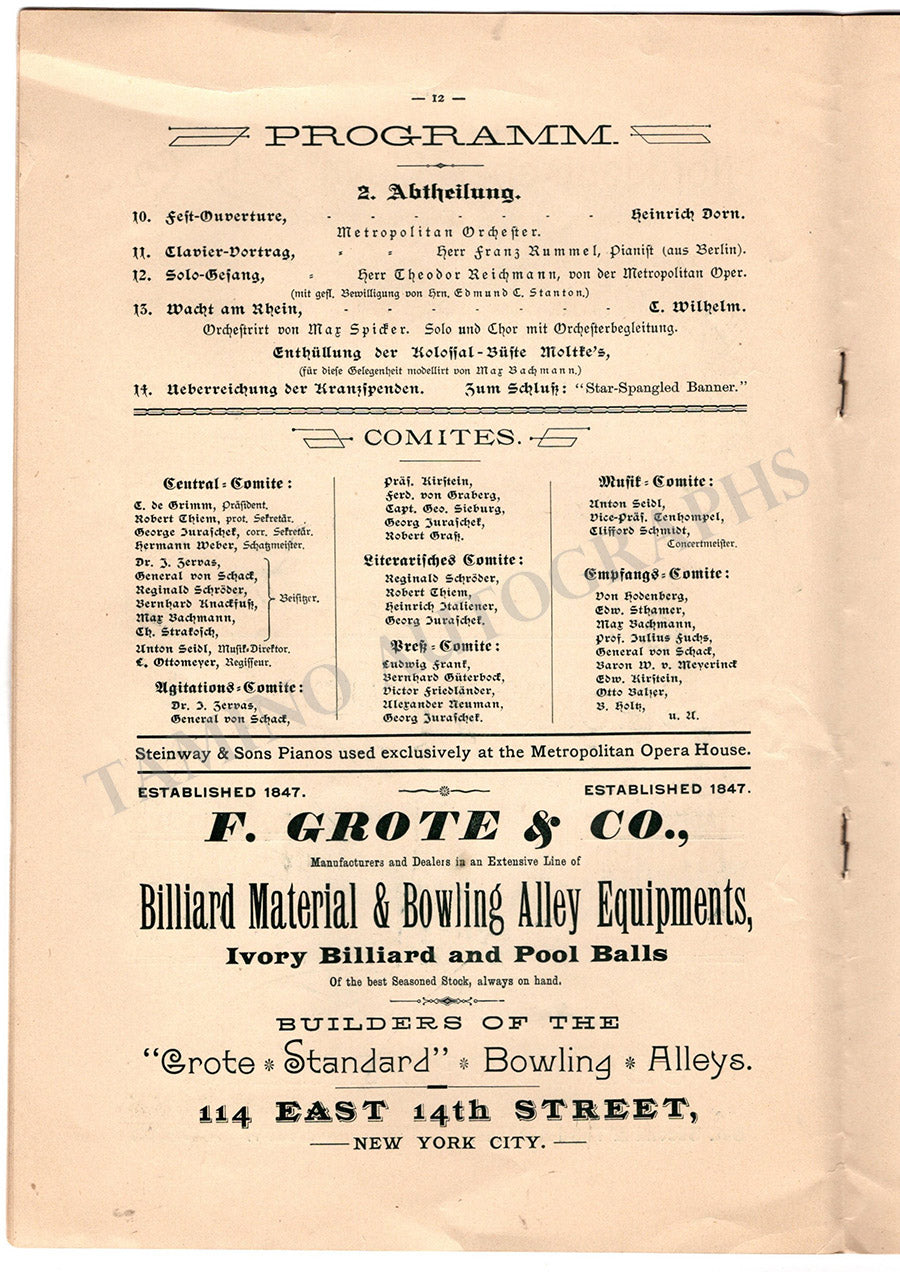 — 12 —
PROGRAMM.
2. Abtheilung.
10. Fest-Ouverture, - - - - - - - Heinrich Dorn.
Metropolitan Orchester.
11. Clavier-Vortrag, - - Herr Franz Rummel, Pianist (aus Berlin).
12. Solo-Gesang, - Herr Theodor Reichmann, von der Metropolitan Oper.
(mit gefl. Bewilligung von Hrn. Edmund C. Stanton.)
13. Wacht am Rhein, - - - - - - - C. Wilhelm.
Orchestrirt von Max Spicker. Solo und Chor mit Orchesterbegleitung.
Enthüllung der Kolossal-Büste Moltke's,
(für diese Gelegenheit modellirt von Max Bachmann.)
14. Ueberreichung der Kranzspenden. Zum Schluß: “Star-Spangled Banner.”
COMITES.
Central-Comite:
C. de Grimm, Präsident.
Robert Thiem, prot. Sekretär.
George Juraschek, corr. Sekretär.
Hermann Weber, Schatzmeister.
Dr. J. Zervas,
General von Schack,
Reginald Schröder,
Bernhard Knackfuß,
Max Bachmann,
Th. Strakosch,
Beisitzer.
Anton Seidl, Musik-Direktor.
C. Ottomeyer, Regisseur.
Agitations-Comite:
Dr. J. Zervas,
General von Schack,
Präs. Kirstein,
Ferd. von Graberg,
Capt. Geo. Sieburg,
Georg Juraschek,
Robert Graß.
Literarisches Comite:
Reginald Schröder,
Robert Thiem,
Heinrich Italiener,
Georg Juraschek.
Preß-Comite:
Ludwig Frank,
Bernhard Güterbock,
Victor Friedländer,
Alexander Neuman,
Georg Juraschek.
Musik-Comite:
Anton Seidl,
Vice-Präs. Tenhompel,
Clifford Schmidt,
Concertmeister.
Empfangs-Comite:
Von Hodenberg,
Edw. Sthamer,
Max Bachmann,
Prof. Julius Fuchs,
General von Schack,
Baron W. v. Meyerinck
Edw. Kirstein,
Otto Balzer,
B. Holtz,
u. A.
Steinway & Sons Pianos used exclusively at the Metropolitan Opera House.
ESTABLISHED 1847. ESTABLISHED 1847.
F. GROTE & CO.,
Manufacturers and Dealers in an Extensive Line of
Billiard Material & Bowling Alley Equipments,
Ivory Billiard and Pool Balls
Of the best Seasoned Stock, always on hand.
BUILDERS OF THE
“Grote * Standard” * Bowling * Alleys.
114 EAST 14th STREET,
— NEW YORK CITY. —
TAMINO AUTOGRAPHS